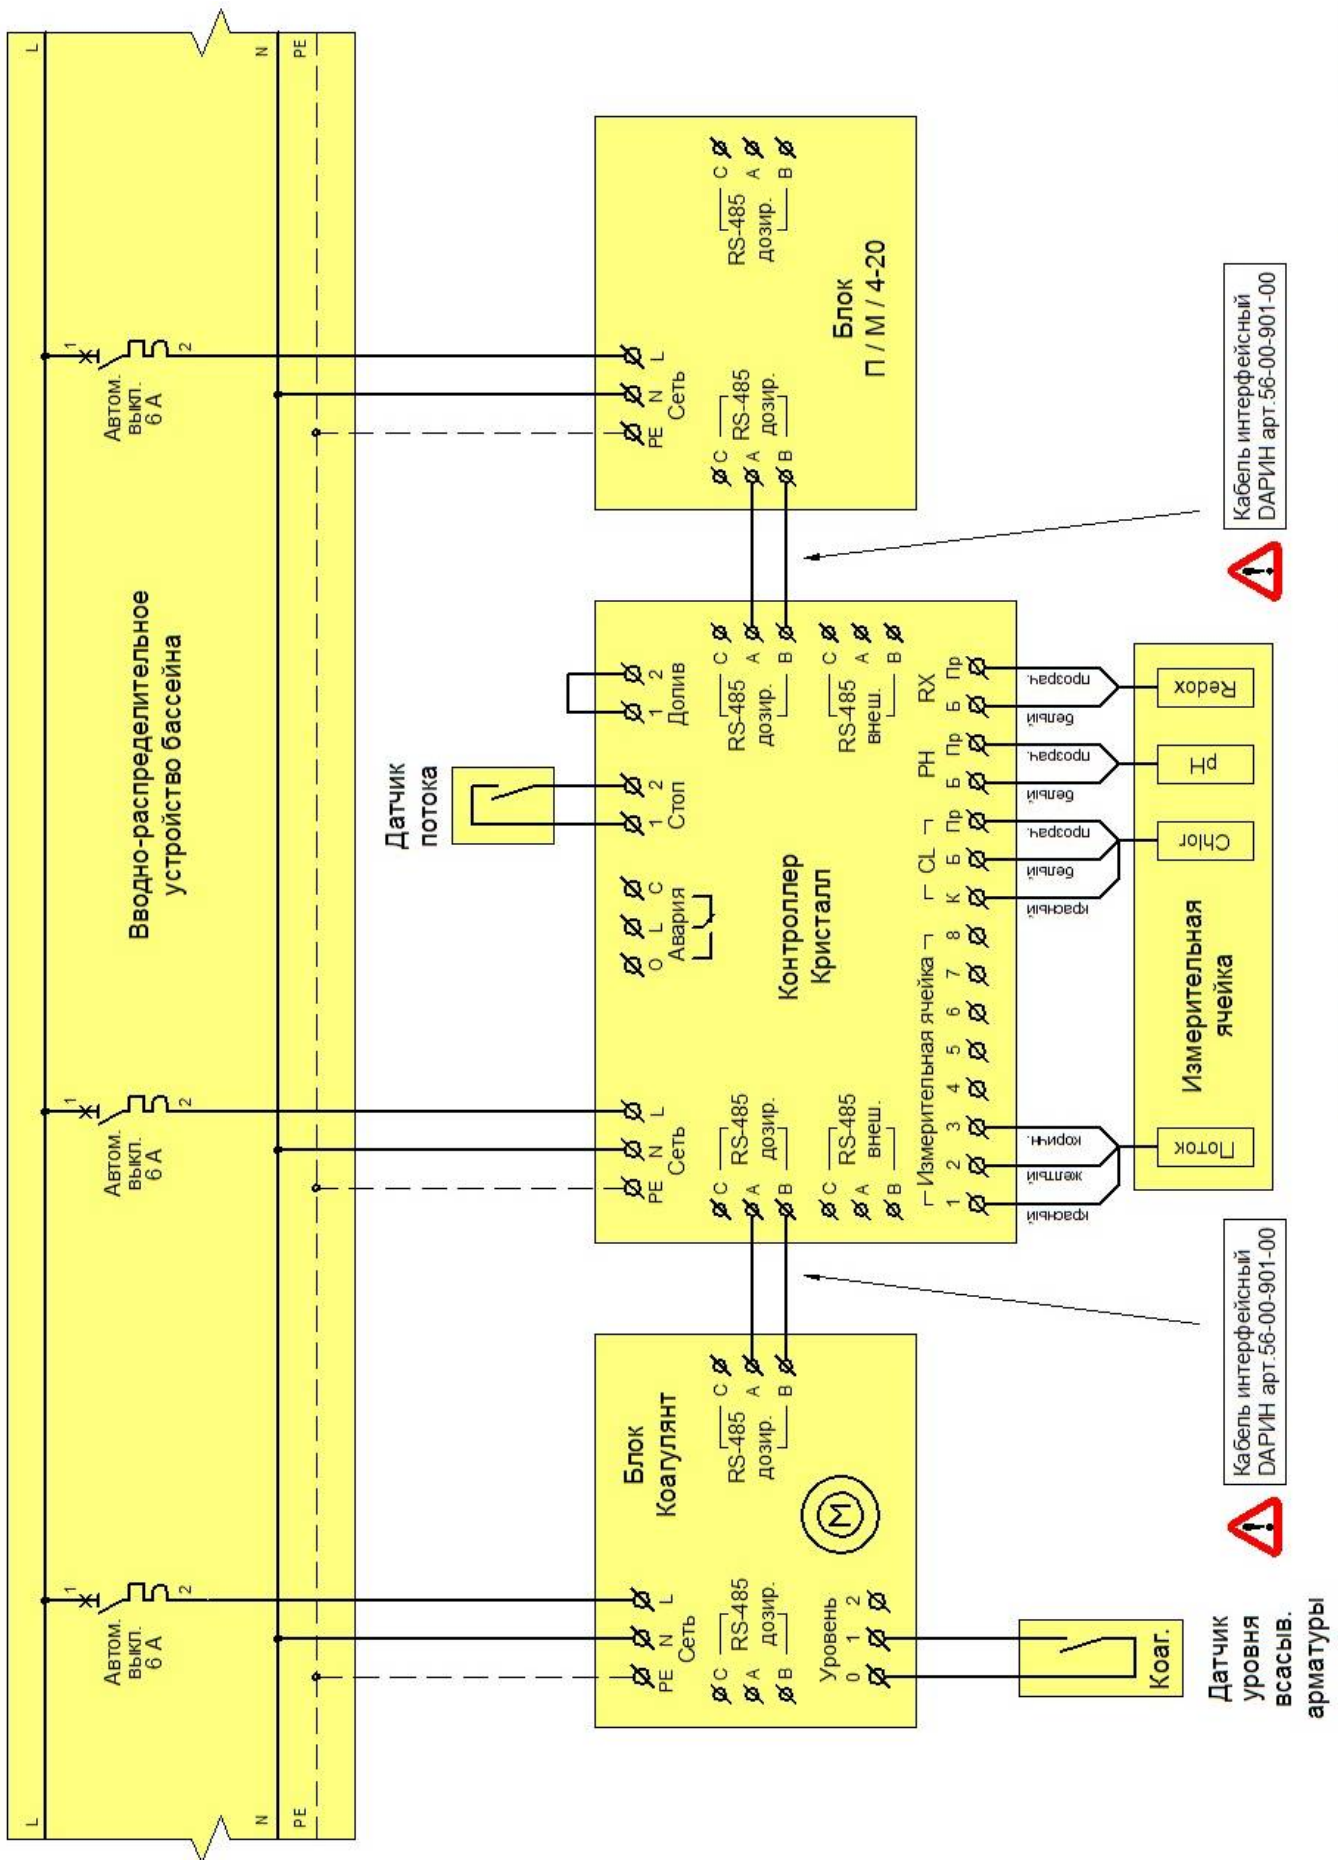 L
N
PE
L
N
PE
Вводно-распределительное
устройство бассейна
Автом.
выкл.
6 А
1
2
Автом.
выкл.
6 А
1
2
Автом.
выкл.
6 А
1
2
Датчик
потока
Блок
Коагулянт
PE N L
Сеть
C
A
B
RS-485
дозир.
RS-485
дозир.
C
A
B
Уровень
0 1 2
M
Коаг.
Датчик
уровня
всасыв.
арматуры
Контроллер
Кристалл
PE N L
Сеть
O L C
Авария
1 2
Стоп
1 2
Долив
C
A
B
RS-485
дозир.
C
A
B
RS-485
внеш.
RS-485
дозир.
C
A
B
RS-485
внеш.
C
A
B
Измерительная ячейка
1 2 3 4 5 6 7 8
CL
К Б Пр
PH
Б Пр
RX
Б Пр
красный
желтый
коричн.
красный
белый
прозрач.
белый
прозрач.
белый
прозрач.
Поток
Chlor
pH
Redox
Измерительная
ячейка
Блок
П / М / 4-20
PE N L
Сеть
C
A
B
RS-485
дозир.
RS-485
дозир.
C
A
B
Кабель интерфейсный
DАРИН арт.56-00-901-00
Кабель интерфейсный
DАРИН арт.56-00-901-00